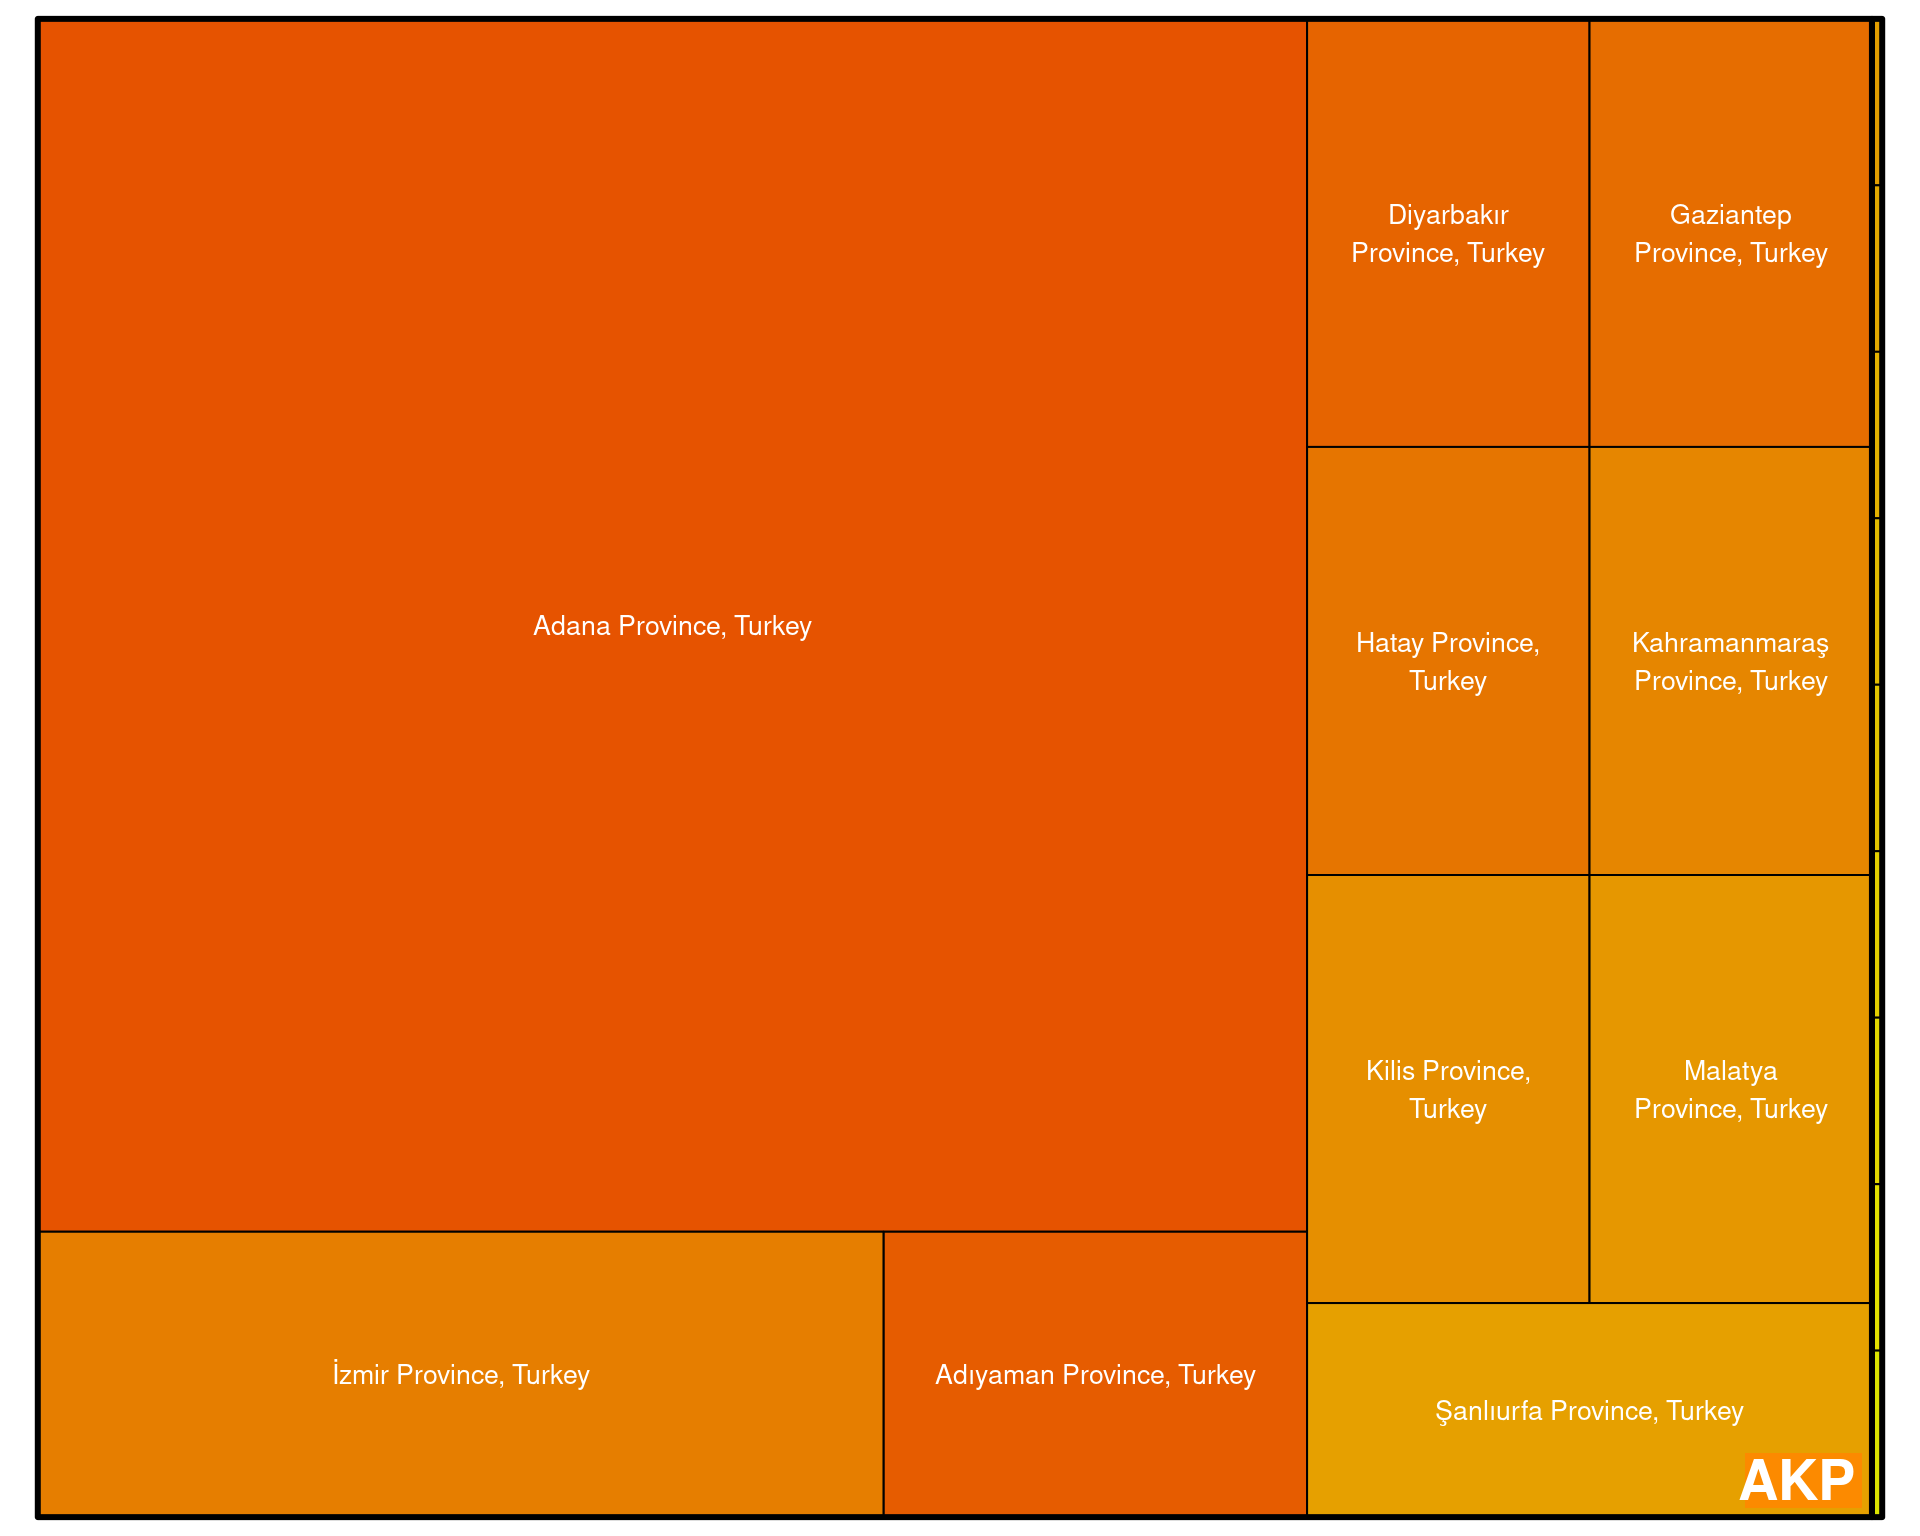 Diyarbakır
Province, Turkey
Gaziantep
Province, Turkey
Adana Province, Turkey
Hatay Province,
Turkey
Kahramanmaraş
Province, Turkey
Kilis Province,
Turkey
Malatya
Province, Turkey
İzmir Province, Turkey
Adıyaman Province, Turkey
Şanlıurfa Province, Turkey
AKP